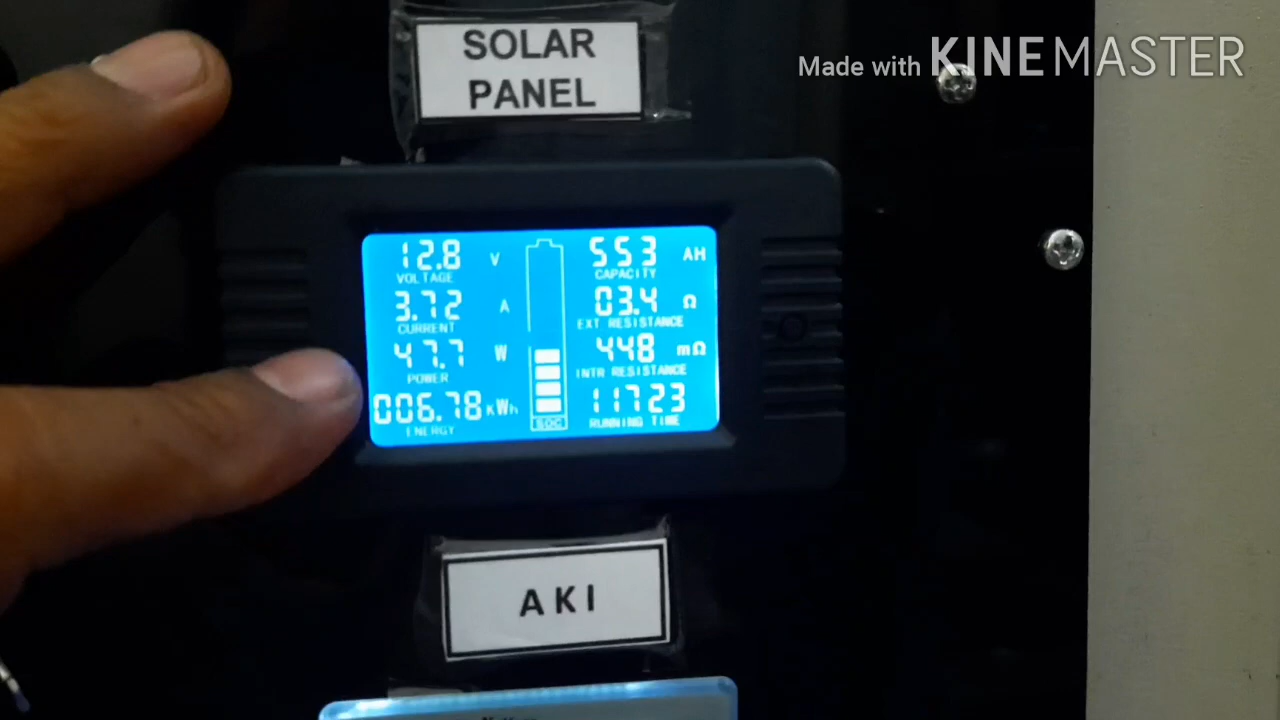 SOLAR
PANEL
Made with KINEMASTER
12.8 V
VOLTAGE
3.72 A
CURRENT
47.7 W
POWER
006.78 kWh
ENERGY
SOC
553 AH
CAPACITY
03.4 Ω
EXT RESISTANCE
448 mΩ
INTR RESISTANCE
11723
RUNNING TIME
AKI